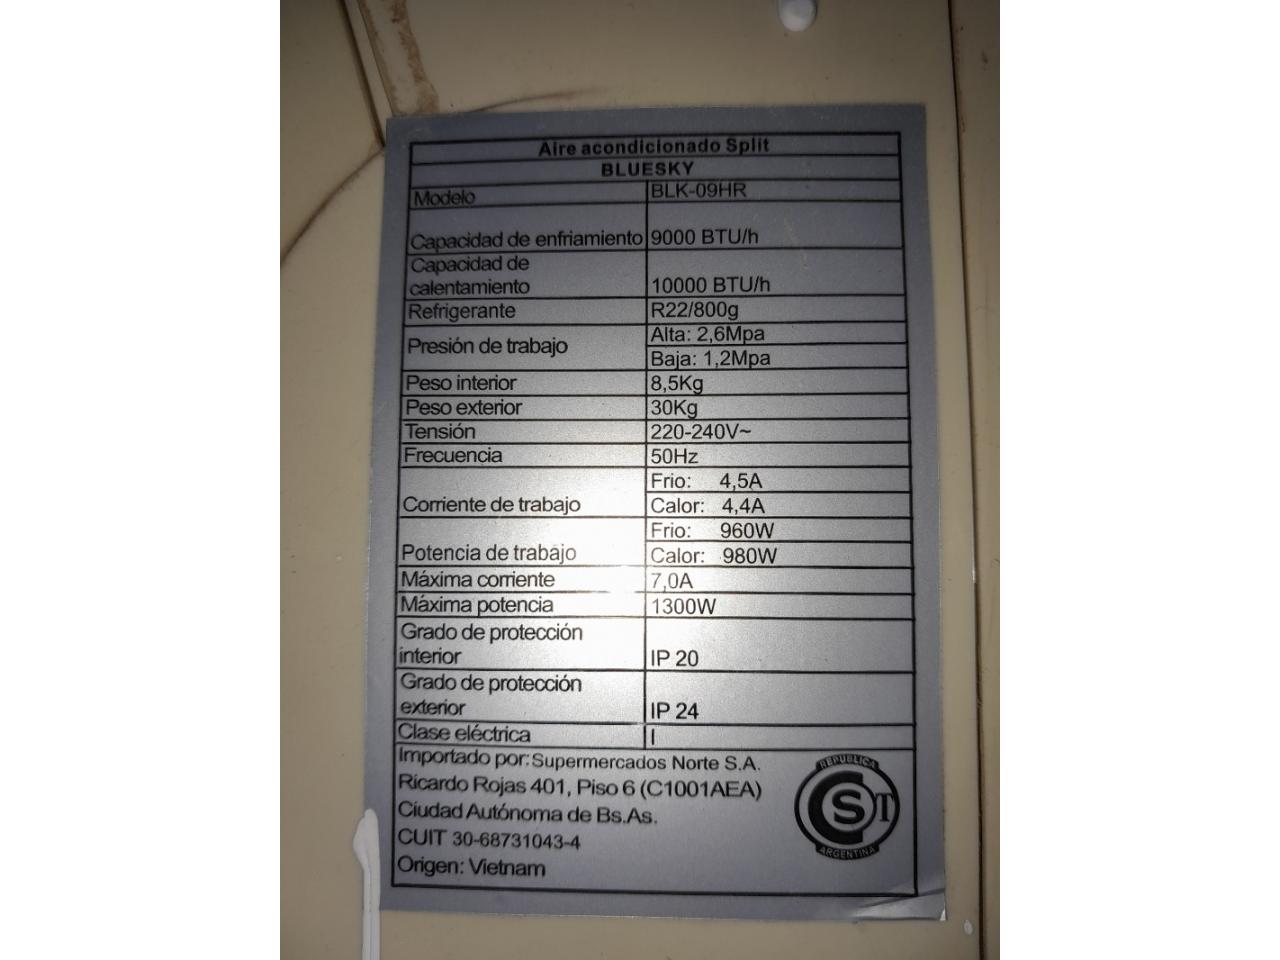 Aire acondicionado Split
BLUESKY
Modelo BLK-09HR
Capacidad de enfriamiento 9000 BTU/h
Capacidad de
calentamiento 10000 BTU/h
Refrigerante R22/800g
Presión de trabajo Alta: 2,6Mpa
Baja: 1,2Mpa
Peso interior 8,5Kg
Peso exterior 30Kg
Tensión 220-240V~
Frecuencia 50Hz
Corriente de trabajo Frio: 4,5A
Calor: 4,4A
Potencia de trabajo Frio: 960W
Calor: 980W
Máxima corriente 7,0A
Máxima potencia 1300W
Grado de protección
interior IP 20
Grado de protección
exterior IP 24
Clase eléctrica I
Importado por: Supermercados Norte S.A.
Ricardo Rojas 401, Piso 6 (C1001AEA)
Ciudad Autónoma de Bs.As.
CUIT 30-68731043-4
Origen: Vietnam
REPUBLICA
S T
ARGENTINA